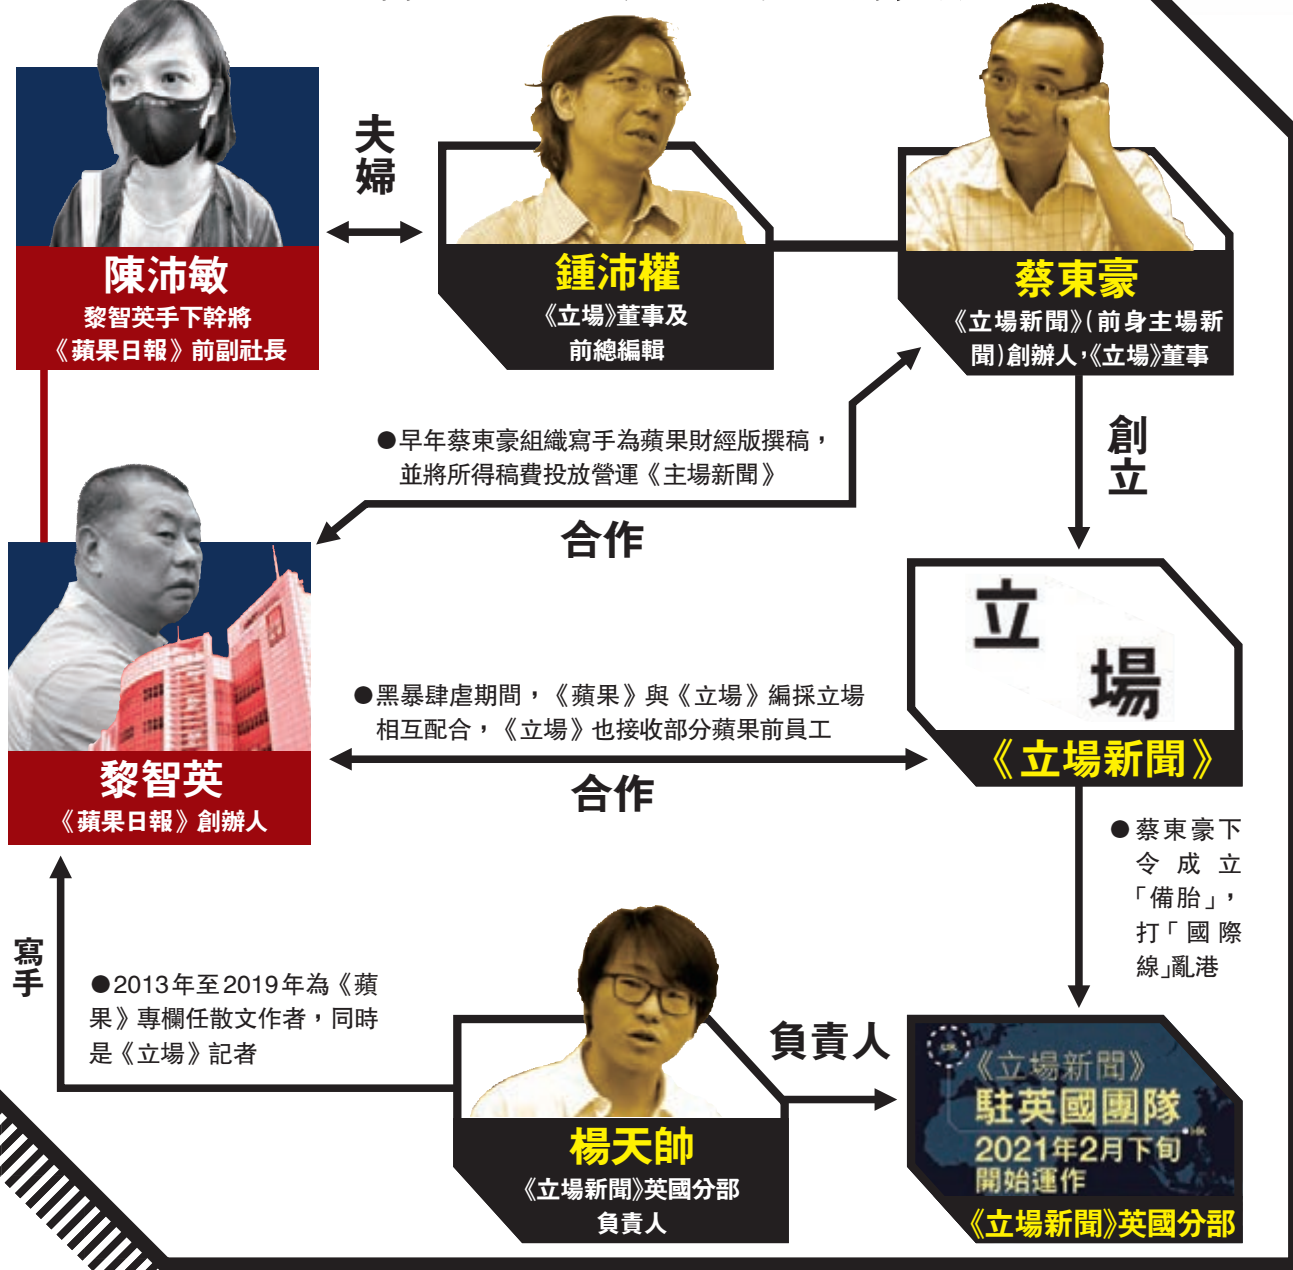 夫婦
陳沛敏
黎智英手下幹將
《蘋果日報》前副社長
鍾沛權
《立場》董事及
前總編輯
蔡東豪
《立場新聞》(前身主場新
聞)創辦人，《立場》董事
●早年蔡東豪組織寫手為蘋果財經版撰稿，
並將所得稿費投放營運《主場新聞》
合作
創立
立
場
《立場新聞》
●黑暴肆虐期間，《蘋果》與《立場》編採立場
相互配合，《立場》也接收部分蘋果前員工
合作
黎智英
《蘋果日報》創辦人
●蔡東豪下
令成立
「備胎」，
打「國際
線」亂港
寫手
●2013年至2019年為《蘋
果》專欄任散文作者，同時
是《立場》記者
楊天帥
《立場新聞》英國分部
負責人
負責人
UK
《立場新聞》
駐英國團隊
HK
2021年2月下旬
開始運作
《立場新聞》英國分部